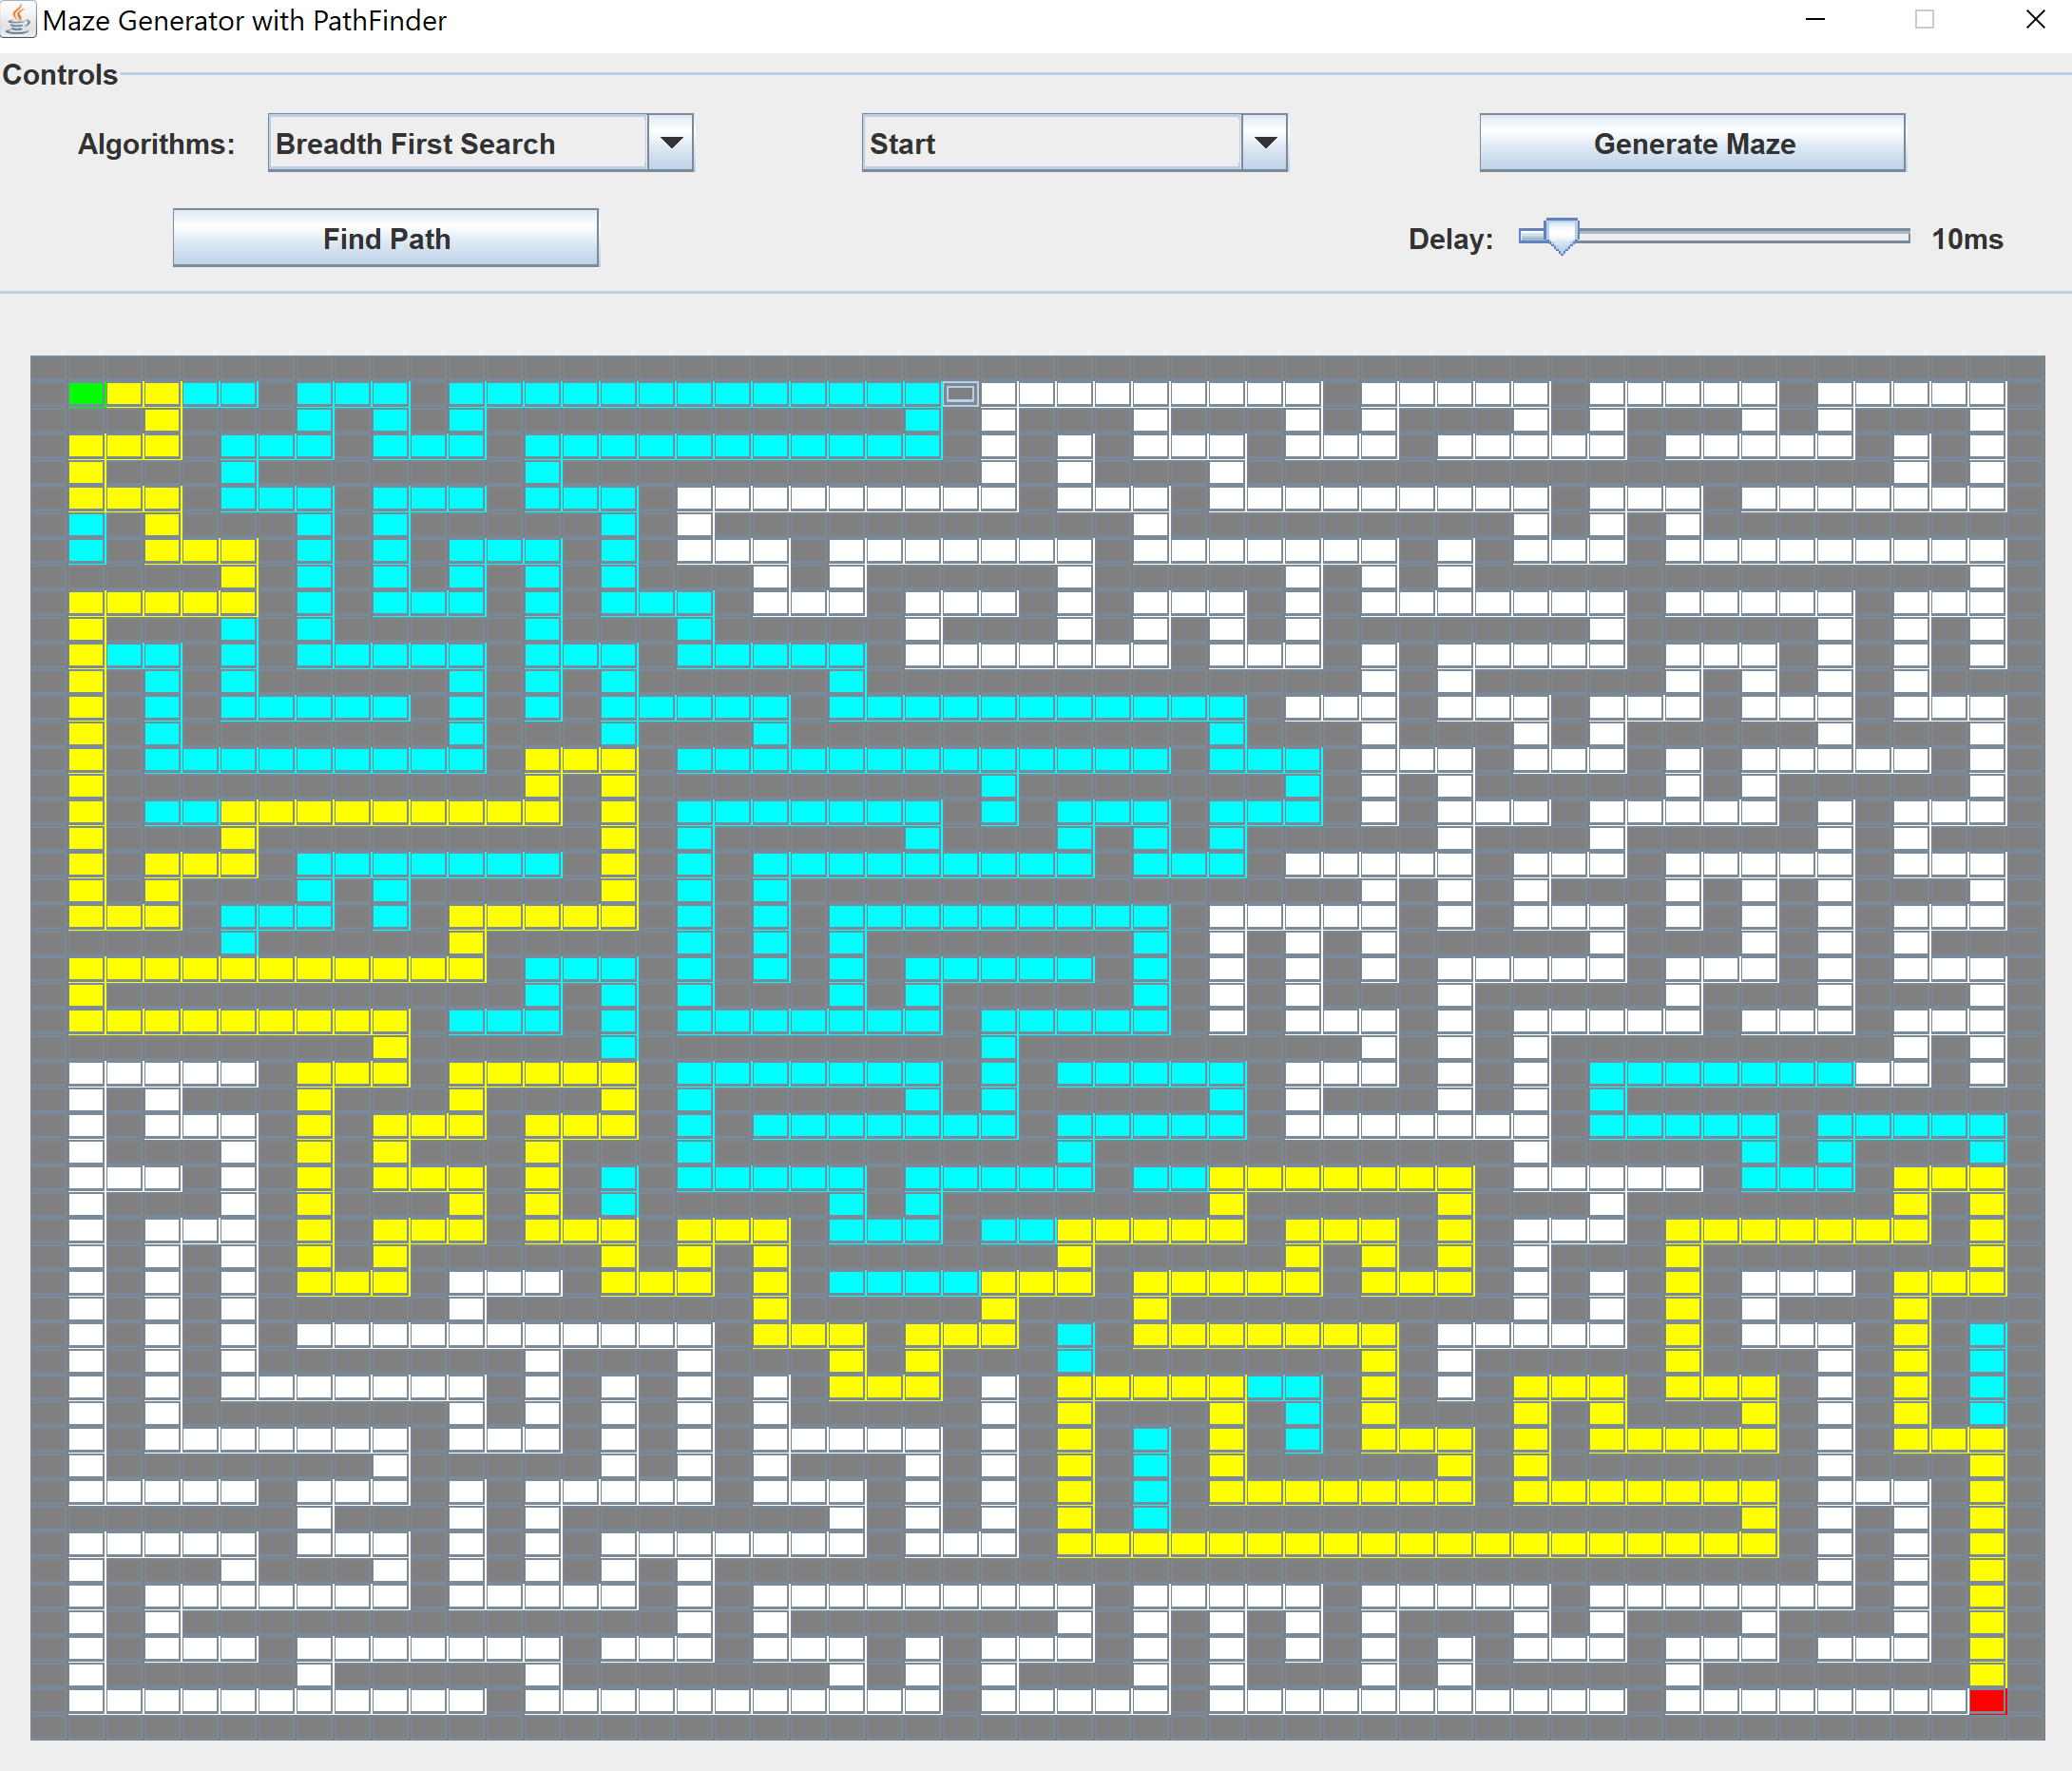 Maze Generator with PathFinder
Controls
Algorithms: Breadth First Search Start Generate Maze
Find Path Delay: 10ms